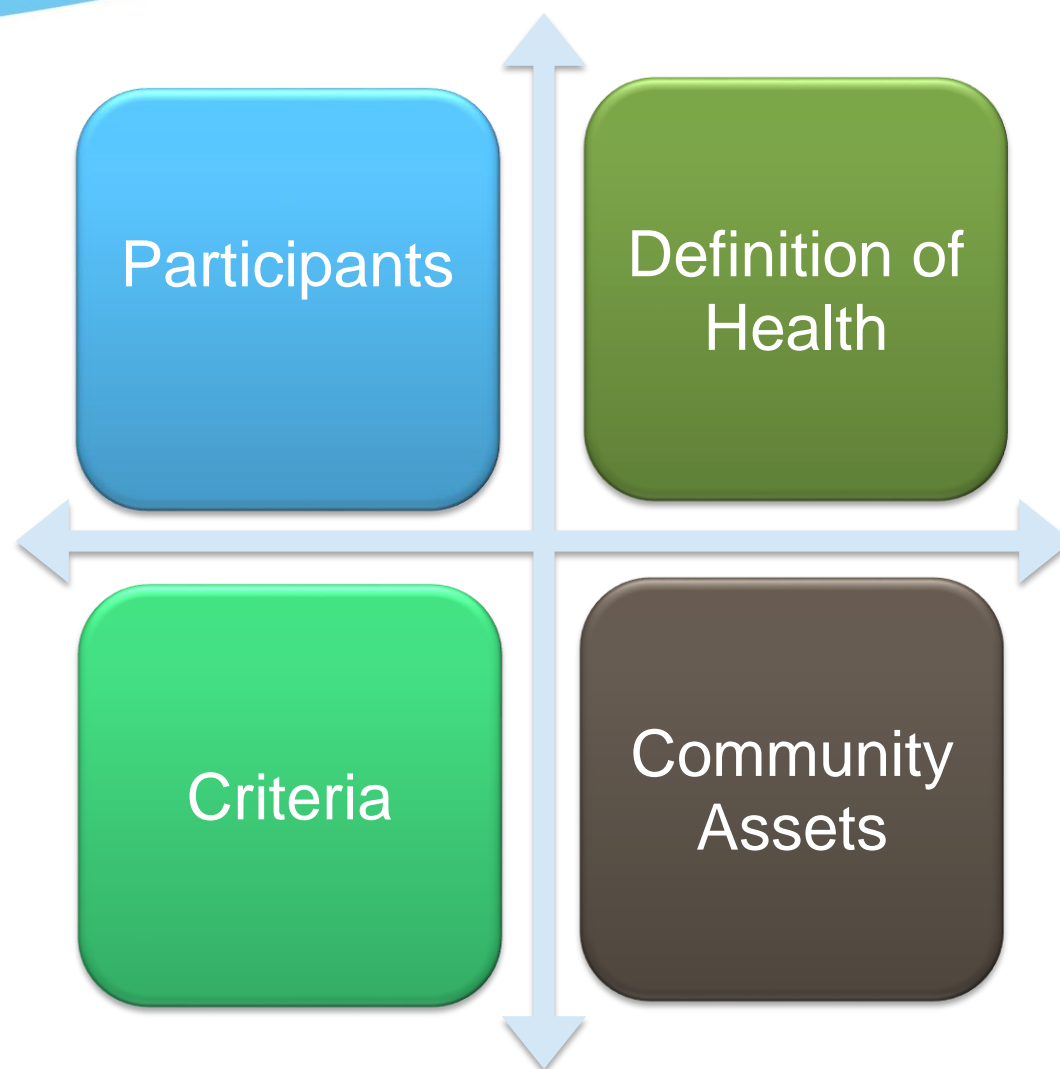 Participants
Definition of
Health
Criteria
Community
Assets